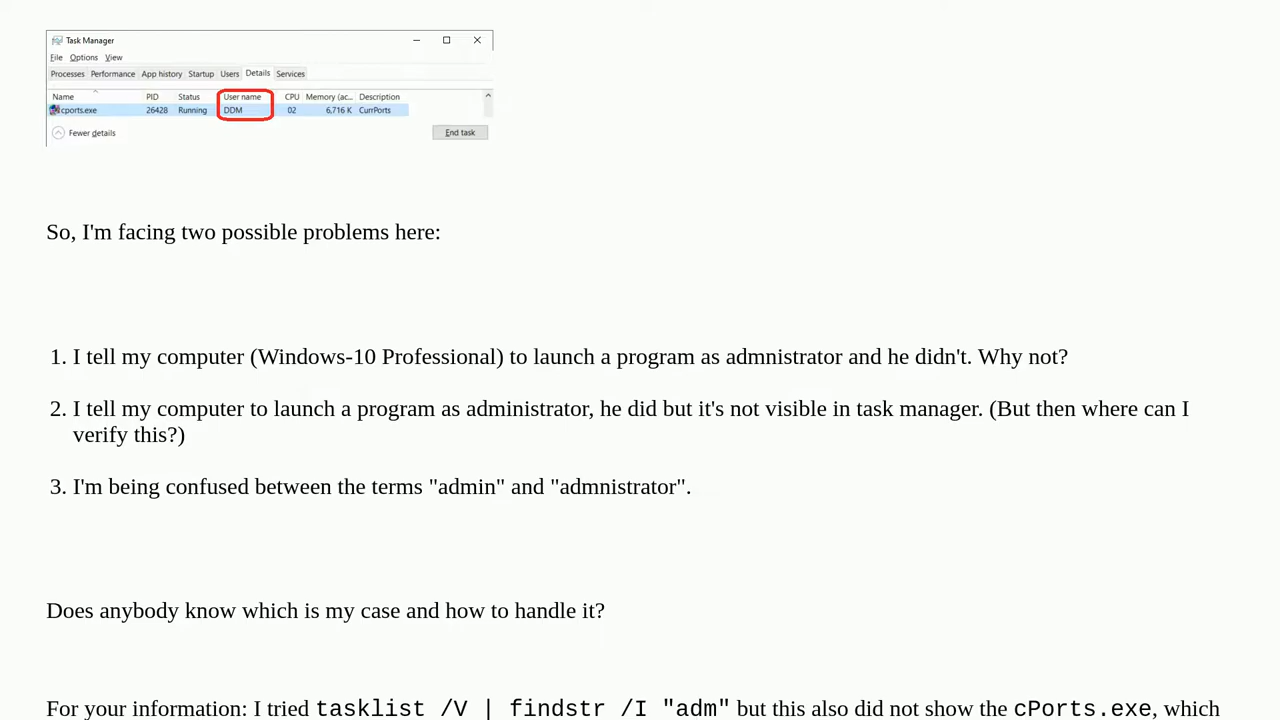 Task Manager
File Options View
Processes Performance App history Startup Users Details Services
Name PID Status User name CPU Memory (ac... Description
cports.exe 26428 Running DDM 02 6,716 K CurrPorts
Fewer details End task
So, I'm facing two possible problems here:
1. I tell my computer (Windows-10 Professional) to launch a program as admnistrator and he didn't. Why not?
2. I tell my computer to launch a program as administrator, he did but it's not visible in task manager. (But then where can I
verify this?)
3. I'm being confused between the terms "admin" and "admnistrator".
Does anybody know which is my case and how to handle it?
For your information: I tried tasklist /V | findstr /I "adm" but this also did not show the cPorts.exe, which